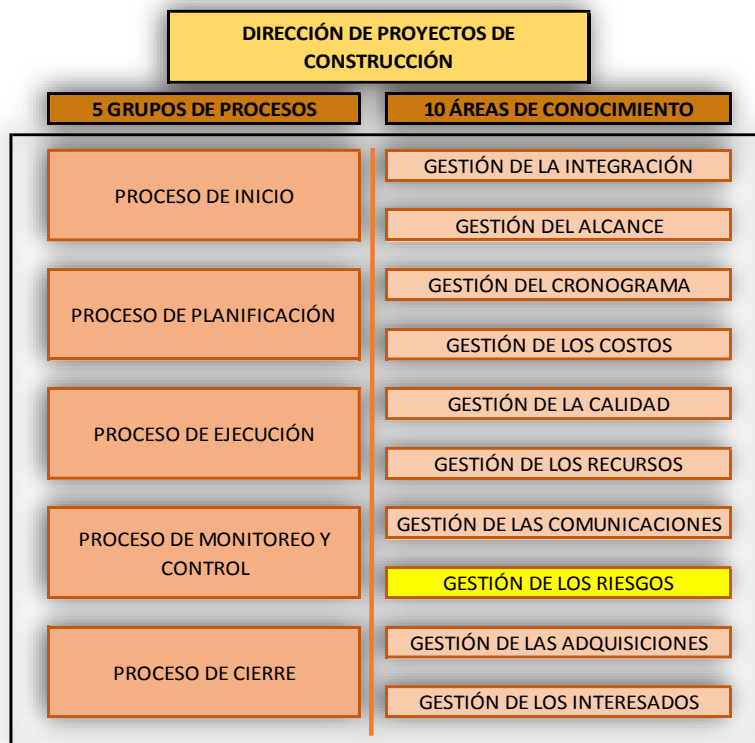 DIRECCIÓN DE PROYECTOS DE
CONSTRUCCIÓN
5 GRUPOS DE PROCESOS
10 ÁREAS DE CONOCIMIENTO
PROCESO DE INICIO
PROCESO DE PLANIFICACIÓN
PROCESO DE EJECUCIÓN
PROCESO DE MONITOREO Y
CONTROL
PROCESO DE CIERRE
GESTIÓN DE LA INTEGRACIÓN
GESTIÓN DEL ALCANCE
GESTIÓN DEL CRONOGRAMA
GESTIÓN DE LOS COSTOS
GESTIÓN DE LA CALIDAD
GESTIÓN DE LOS RECURSOS
GESTIÓN DE LAS COMUNICACIONES
GESTIÓN DE LOS RIESGOS
GESTIÓN DE LAS ADQUISICIONES
GESTIÓN DE LOS INTERESADOS